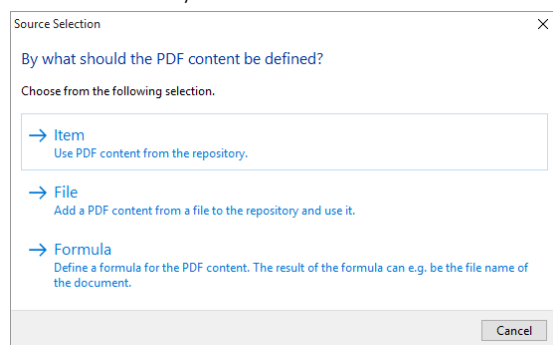 Source Selection
By what should the PDF content be defined?
Choose from the following selection.
→ Item
Use PDF content from the repository.
→ File
Add a PDF content from a file to the repository and use it.
→ Formula
Define a formula for the PDF content. The result of the formula can e.g. be the file name of
the document.
Cancel